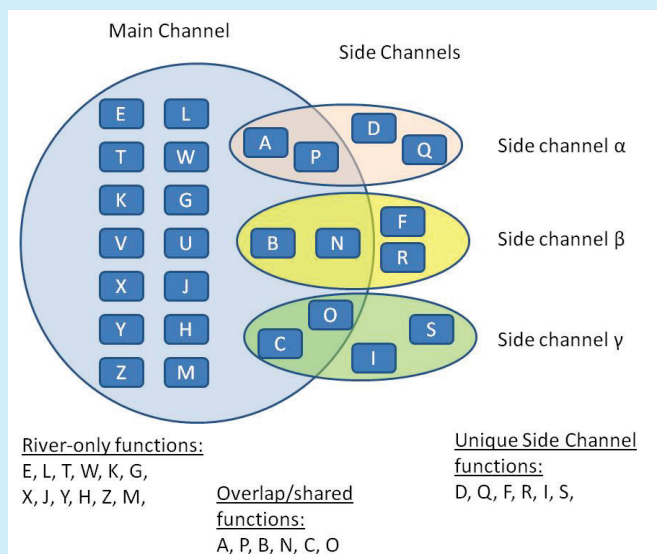 Main Channel
Side Channels
E L
T W
K G
V U
X J
Y H
Z M
A P D Q
Side channel α
B N F R
Side channel β
C O I S
Side channel γ
River-only functions:
E, L, T, W, K, G,
X, J, Y, H, Z, M,
Overlap/shared
functions:
A, P, B, N, C, O
Unique Side Channel
functions:
D, Q, F, R, I, S,